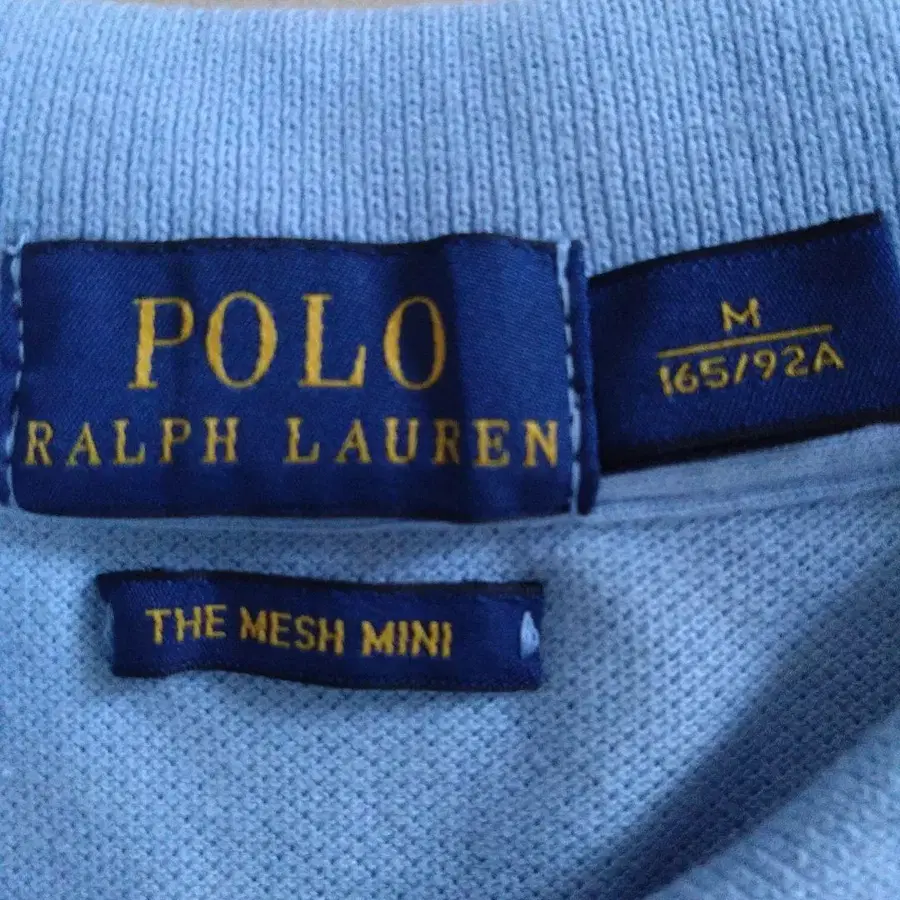 POLO
RALPH LAUREN
M
165/92A
THE MESH MINI